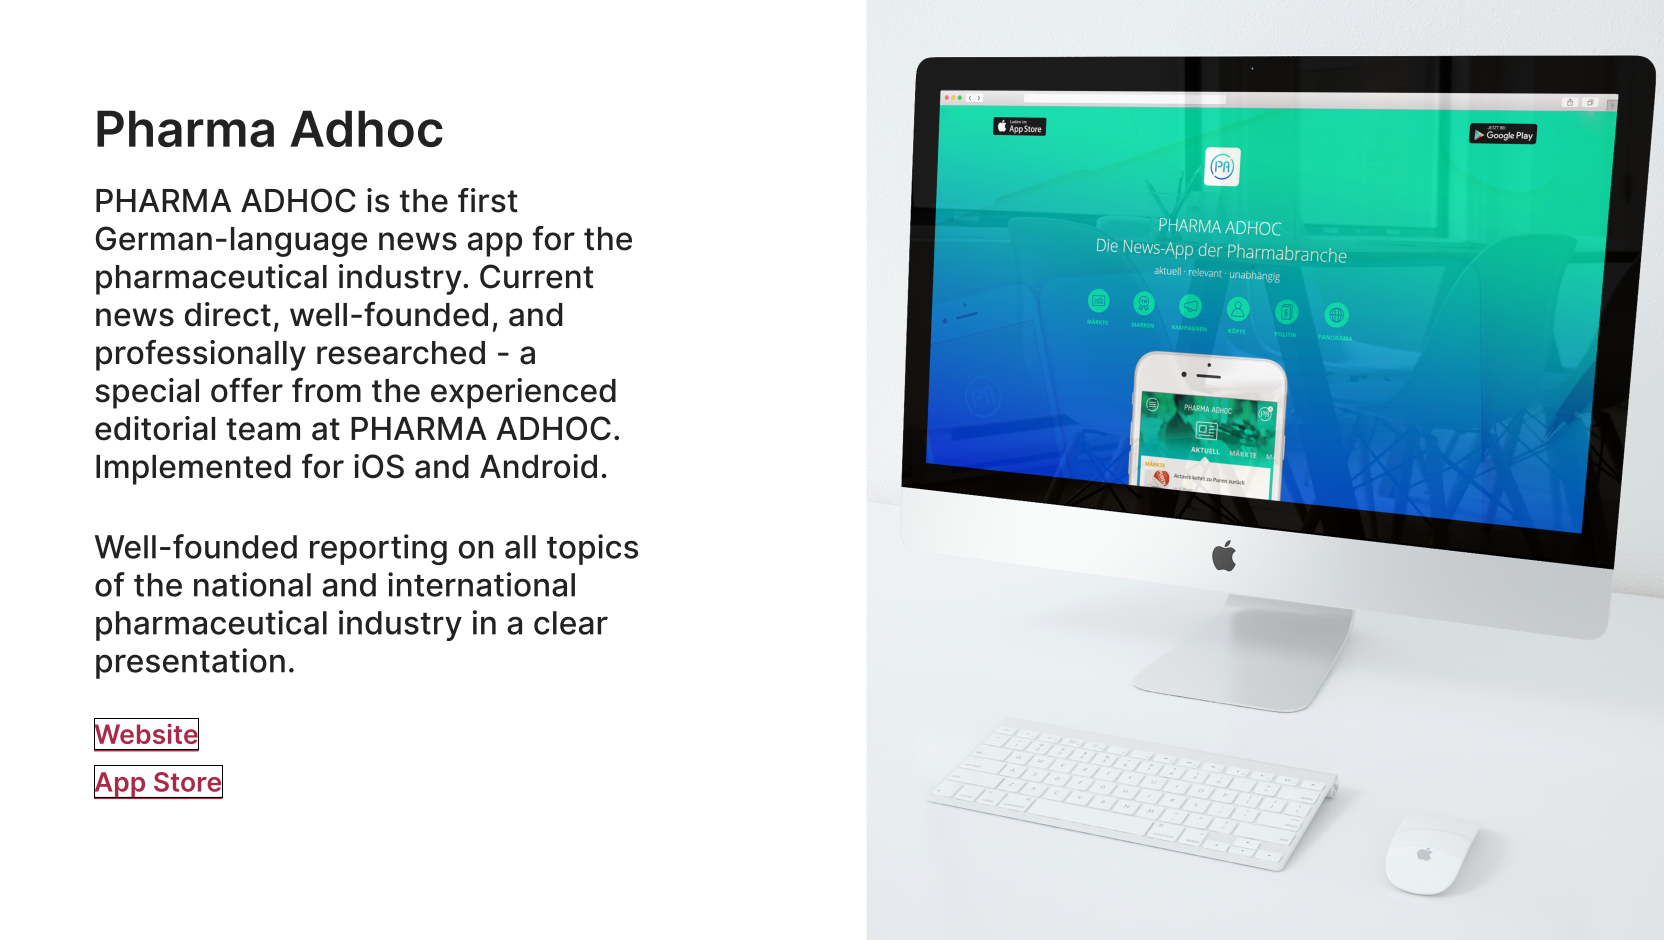 Pharma Adhoc
PHARMA ADHOC is the first
German-language news app for the
pharmaceutical industry. Current
news direct, well-founded, and
professionally researched - a
special offer from the experienced
editorial team at PHARMA ADHOC.
Implemented for iOS and Android.
Well-founded reporting on all topics
of the national and international
pharmaceutical industry in a clear
presentation.
Website
App Store
Laden im
App Store
JETZT BEI
Google Play
PA
PHARMA ADHOC
Die News-App der Pharmabranche
aktuell · relevant · unabhängig
MÄRKTE MARKEN KAMPAGNEN KÖPFE POLITIK PANORAMA
PHARMA ADHOC
PA
AKTUELL MÄRKTE
MÄRKTE
Actavis kehrt zu Puren zurück